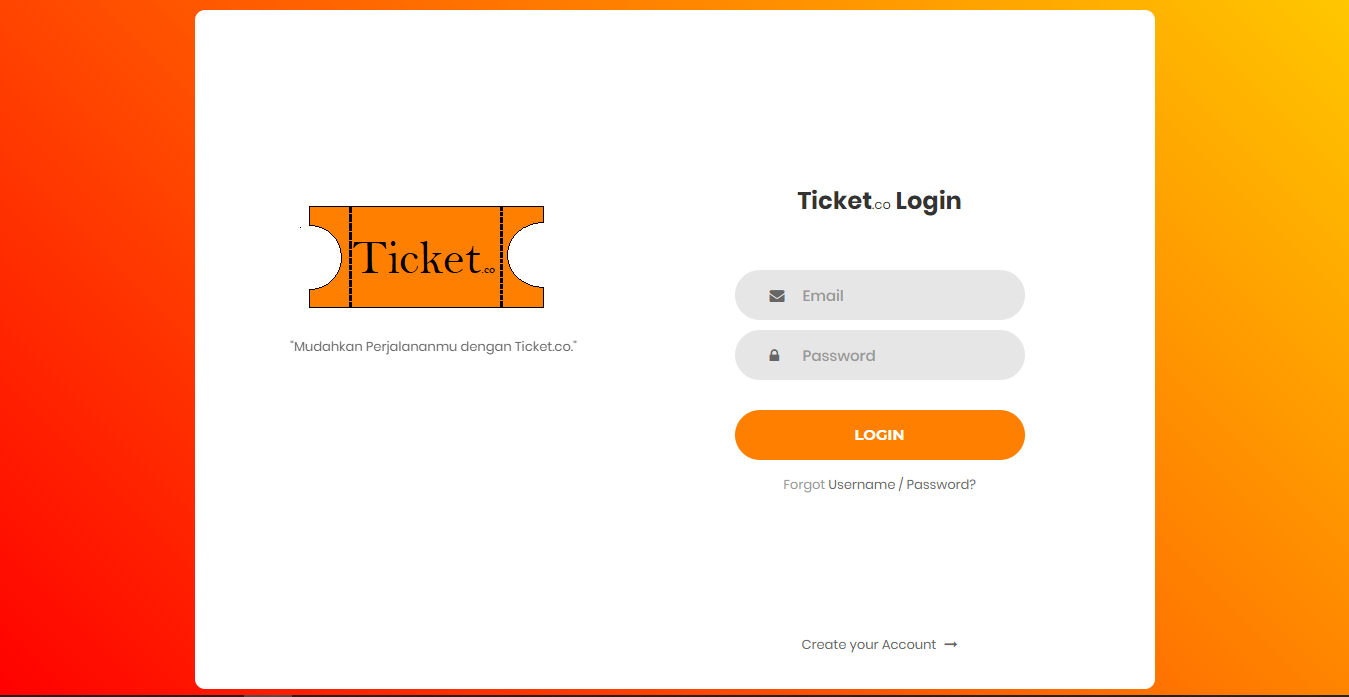 Ticket.co
"Mudahkan Perjalananmu dengan Ticket.co."
Ticket.co Login
Email
Password
LOGIN
Forgot Username / Password?
Create your Account →